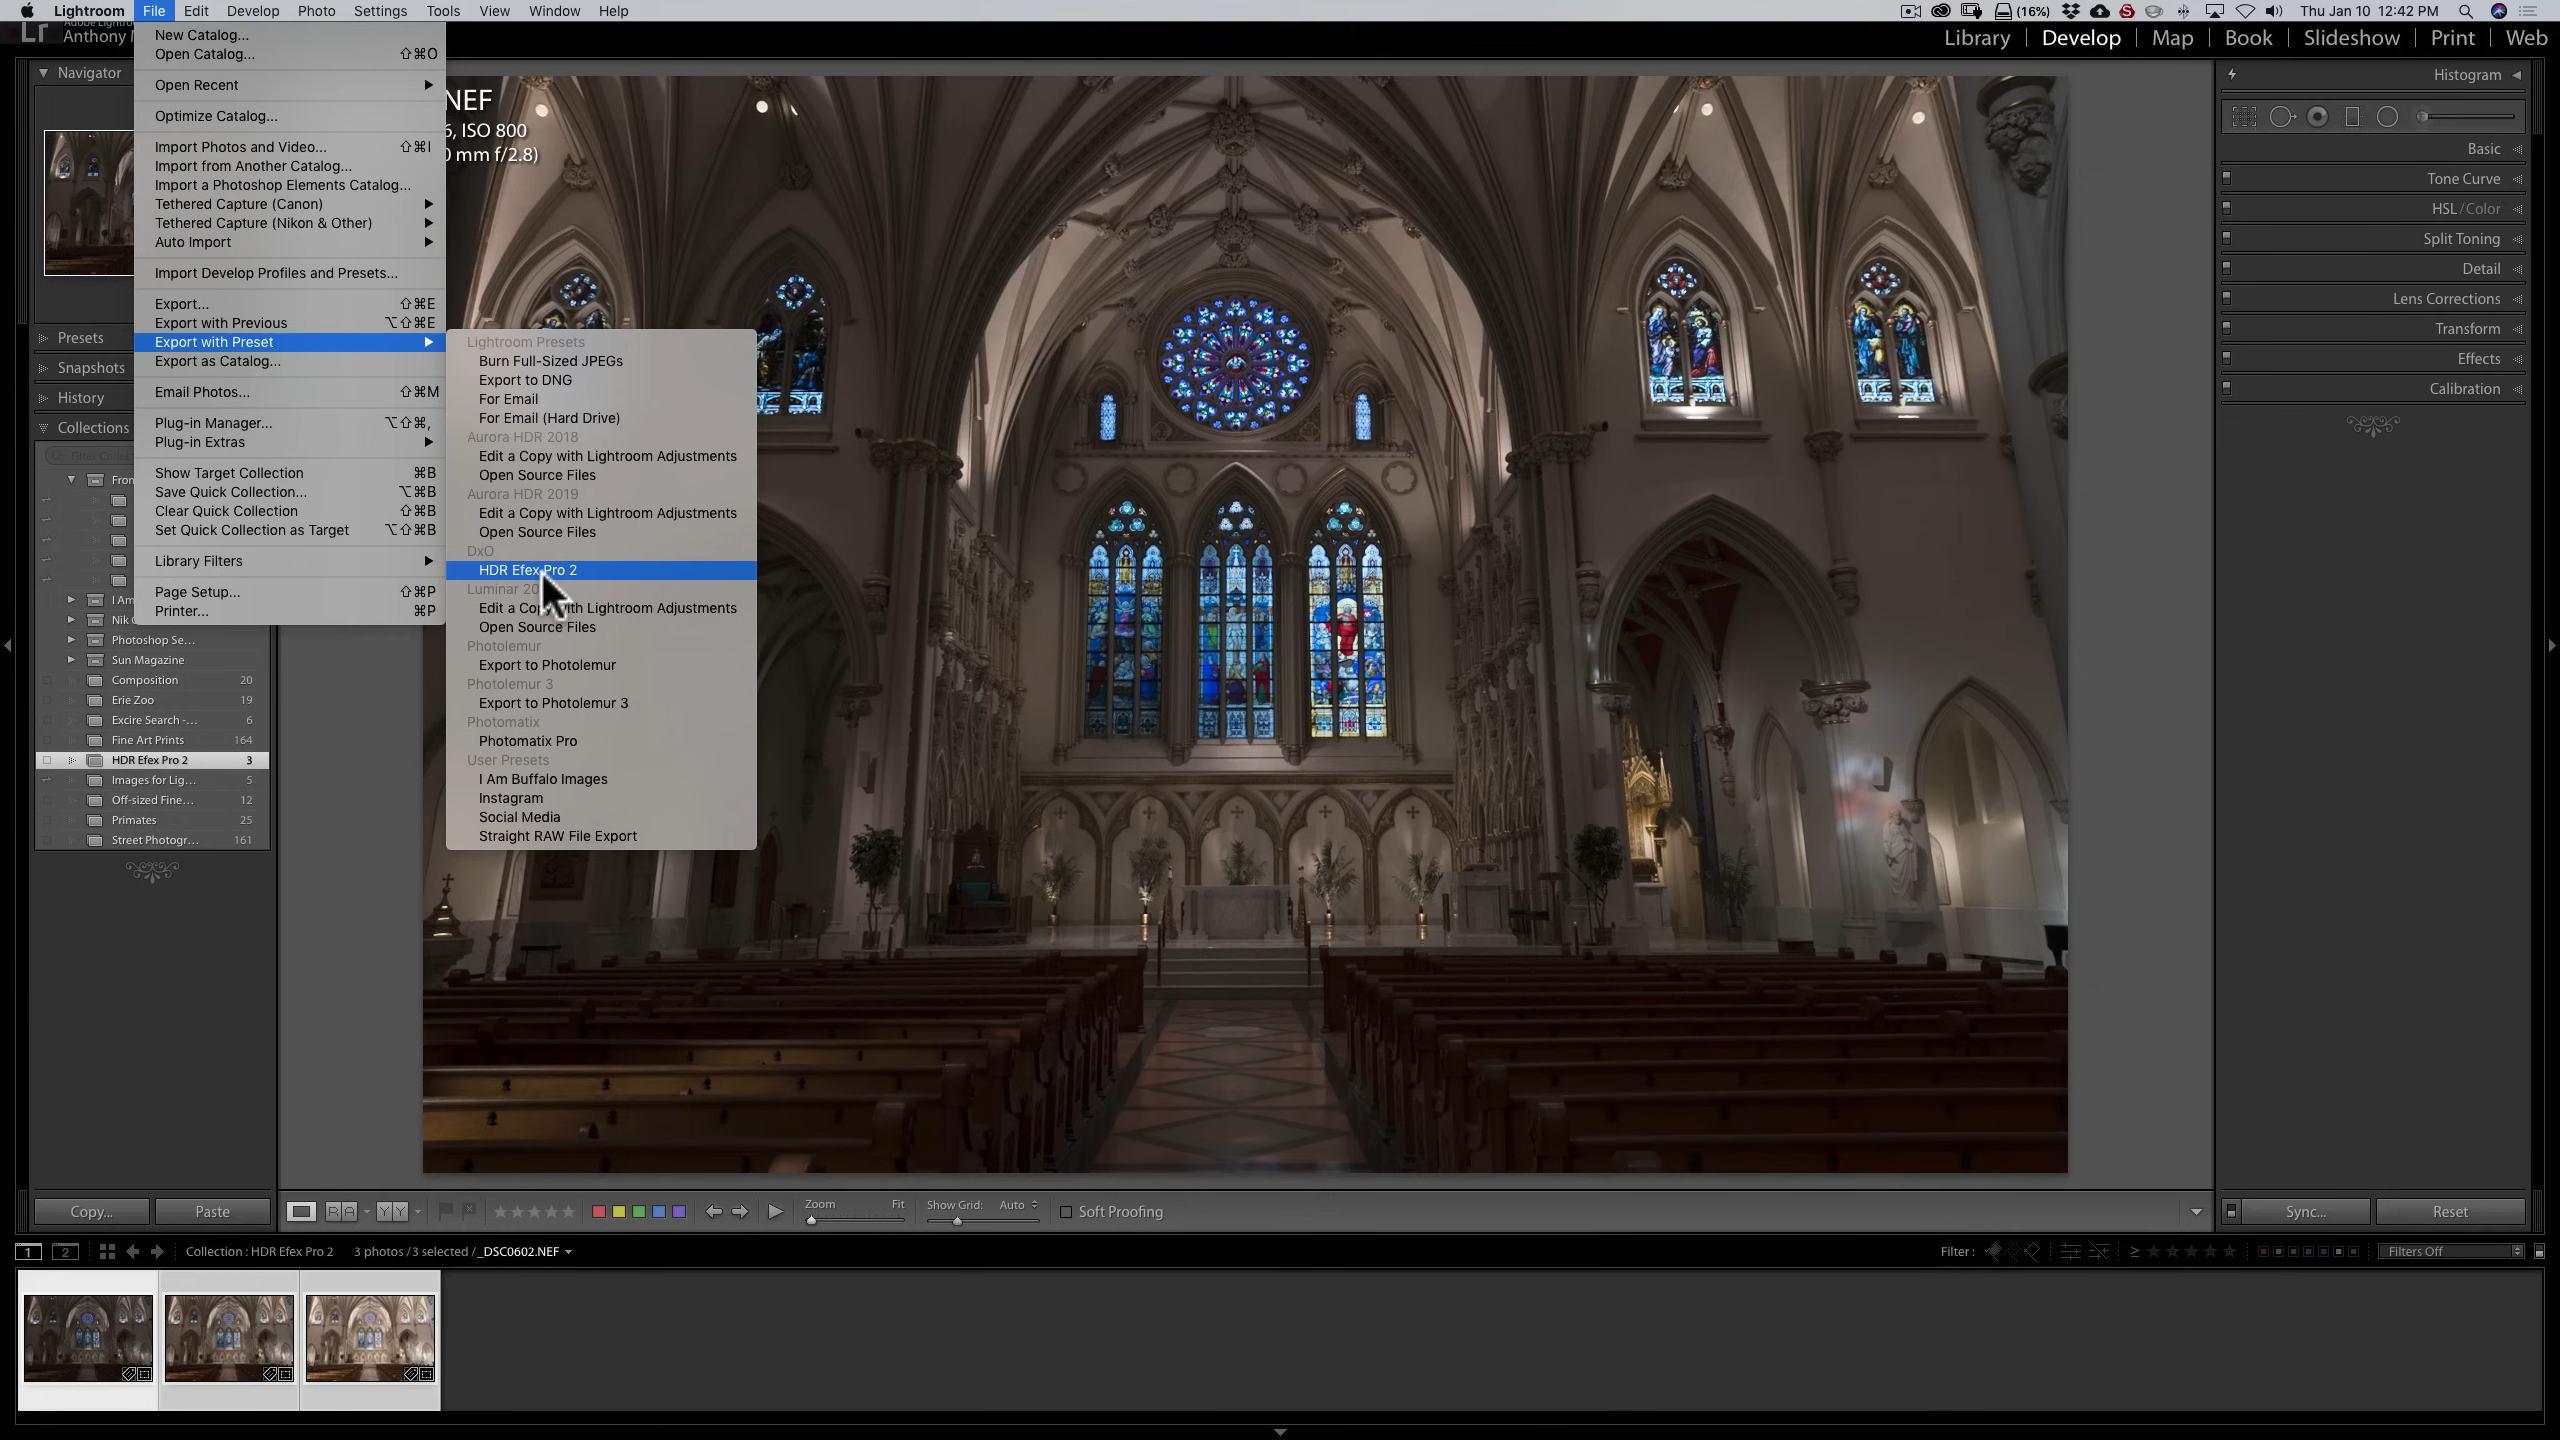 Lightroom File Edit Develop Photo Settings Tools View Window Help
(16%) Thu Jan 10 12:42 PM
Lr Anthony
Library | Develop | Map | Book | Slideshow | Print | Web
Navigator
Presets
Snapshots
History
Collections
New Catalog...
Open Catalog... ⇧⌘O
Open Recent
Optimize Catalog...
Import Photos and Video... ⇧⌘I
Import from Another Catalog...
Import a Photoshop Elements Catalog...
Tethered Capture (Canon)
Tethered Capture (Nikon & Other)
Auto Import
Import Develop Profiles and Presets...
Export... ⇧⌘E
Export with Previous ⌥⇧⌘E
Export with Preset
Export as Catalog...
Email Photos... ⇧⌘M
Plug-in Manager... ⌥⇧⌘,
Plug-in Extras
Show Target Collection ⌘B
Save Quick Collection... ⌥⌘B
Clear Quick Collection ⇧⌘B
Set Quick Collection as Target ⌥⇧⌘B
Library Filters
Page Setup... ⇧⌘P
Printer... ⌘P
Lightroom Presets
Burn Full-Sized JPEGs
Export to DNG
For Email
For Email (Hard Drive)
Aurora HDR 2018
Edit a Copy with Lightroom Adjustments
Open Source Files
Aurora HDR 2019
Edit a Copy with Lightroom Adjustments
Open Source Files
DxO
HDR Efex Pro 2
Luminar
Edit a Copy with Lightroom Adjustments
Open Source Files
Photolemur
Export to Photolemur
Photolemur 3
Export to Photolemur 3
Photomatix
Photomatix Pro
User Presets
I Am Buffalo Images
Instagram
Social Media
Straight RAW File Export
NEF
6, ISO 800
0 mm f/2.8)
Photoshop Se...
Sun Magazine
Composition 20
Erie Zoo 19
Excire Search -... 6
Fine Art Prints 164
HDR Efex Pro 2 3
Images for Lig... 5
Off-sized Fine... 12
Primates 25
Street Photogr... 161
Histogram
Basic
Tone Curve
HSL / Color
Split Toning
Detail
Lens Corrections
Transform
Effects
Calibration
Copy... Paste
RA YY
Zoom Fit
Show Grid: Auto
Soft Proofing
Sync... Reset
1 2 Collection : HDR Efex Pro 2 3 photos / 3 selected / _DSC0602.NEF
Filter : ≥ Filters Off